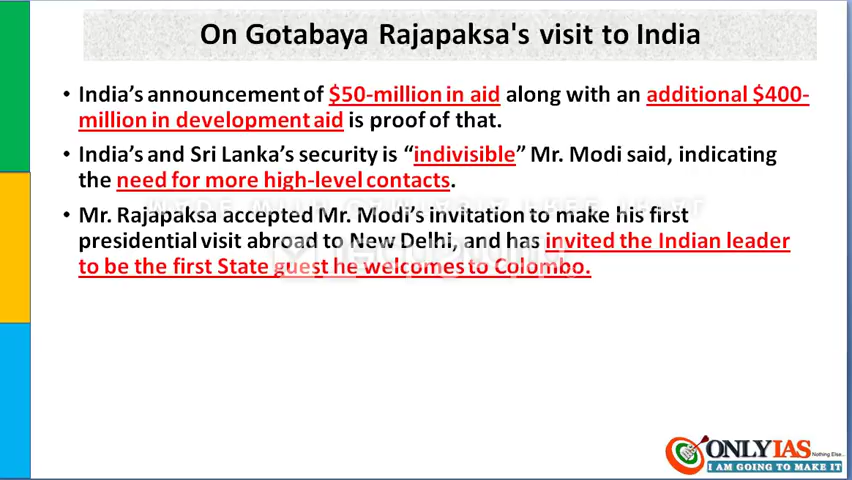 On Gotabaya Rajapaksa's visit to India
• India's announcement of $50-million in aid along with an additional $400-
million in development aid is proof of that.
• India's and Sri Lanka's security is “indivisible” Mr. Modi said, indicating
the need for more high-level contacts.
• Mr. Rajapaksa accepted Mr. Modi's invitation to make his first
presidential visit abroad to New Delhi, and has invited the Indian leader
to be the first State guest he welcomes to Colombo.
ONLYIAS
Nothing Else..
I AM GOING TO MAKE IT